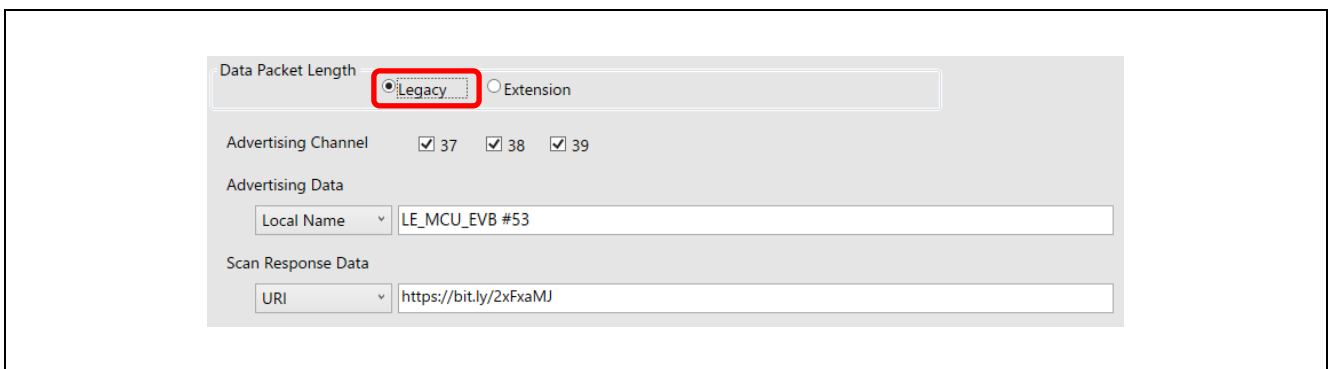 Data Packet Length
Legacy Extension
Advertising Channel 37 38 39
Advertising Data
Local Name LE_MCU_EVB #53
Scan Response Data
URI https://bit.ly/2xFxaMJ